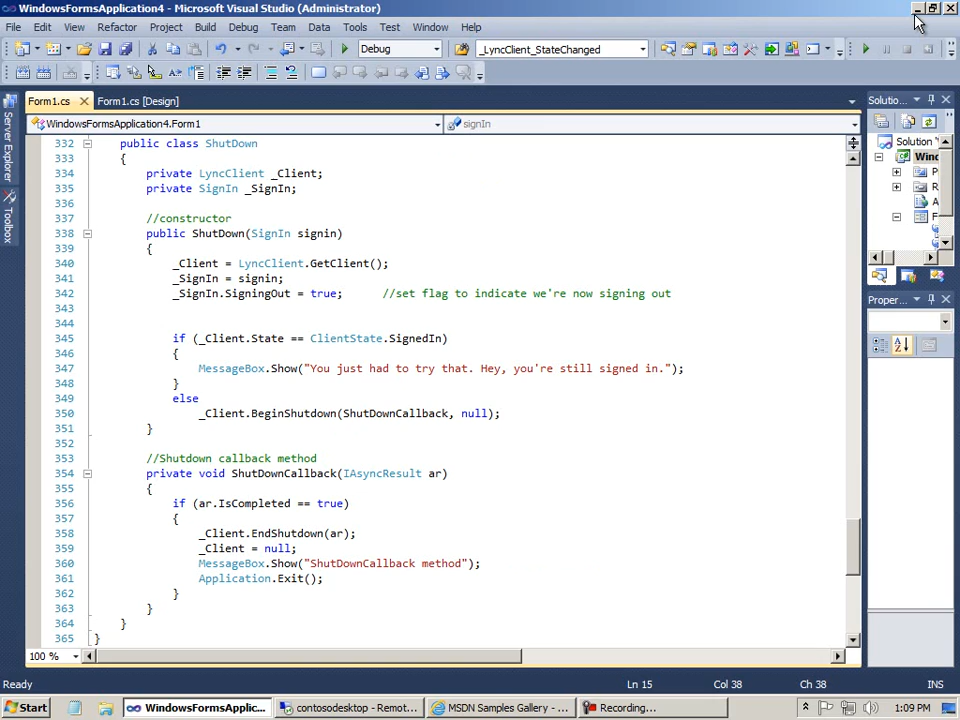 WindowsFormsApplication4 - Microsoft Visual Studio (Administrator)
File Edit View Refactor Project Build Debug Team Data Tools Test Window Help
Debug _LyncClient_StateChanged
Form1.cs Form1.cs [Design] Solutio...
WindowsFormsApplication4.Form1 signIn
Server Explorer
Toolbox
Solution
Wind
P
R
A
F
Proper...
332 public class ShutDown
333 {
334 private LyncClient _Client;
335 private SignIn _SignIn;
336
337 //constructor
338 public ShutDown(SignIn signin)
339 {
340 _Client = LyncClient.GetClient();
341 _SignIn = signin;
342 _SignIn.SigningOut = true; //set flag to indicate we're now signing out
343
344
345 if (_Client.State == ClientState.SignedIn)
346 {
347 MessageBox.Show("You just had to try that. Hey, you're still signed in.");
348 }
349 else
350 _Client.BeginShutdown(ShutDownCallback, null);
351 }
352
353 //Shutdown callback method
354 private void ShutDownCallback(IAsyncResult ar)
355 {
356 if (ar.IsCompleted == true)
357 {
358 _Client.EndShutdown(ar);
359 _Client = null;
360 MessageBox.Show("ShutDownCallback method");
361 Application.Exit();
362 }
363 }
364 }
365 }
100 %
Ready Ln 15 Col 38 Ch 38 INS
Start WindowsFormsApplic... contosodesktop - Remot... MSDN Samples Gallery - ... Recording... 1:09 PM